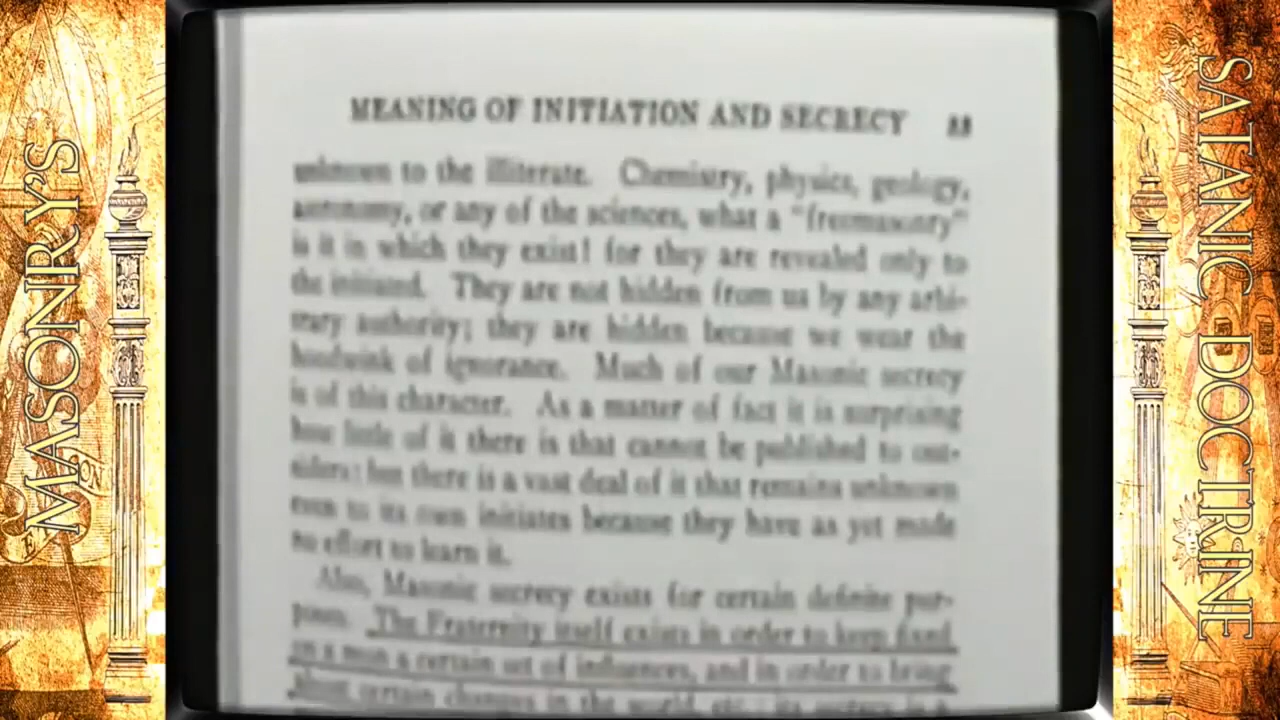 MASONRY'S
MEANING OF INITIATION AND SECRECY
unknown to the illiterate. Chemistry, physics, geology,
astronomy, or any of the sciences, what a "freemasonry"
is it in which they exist! for they are revealed only to
the initiated. They are not hidden from us by any arbi-
trary authority; they are hidden because we wear the
hoodwink of ignorance. Much of our Masonic secrecy
is of this character. As a matter of fact it is surprising
how little of it there is that cannot be published to out-
siders: but there is a vast deal of it that remains unknown
even to its own initiates because they have as yet made
no effort to learn it.
Also, Masonic secrecy exists for certain definite pur-
poses. The Fraternity itself exists in order to keep fixed
on a man a certain set of influences, and in order to bring
about certain changes in the world, etc.:
SATANIC DOCTRINE